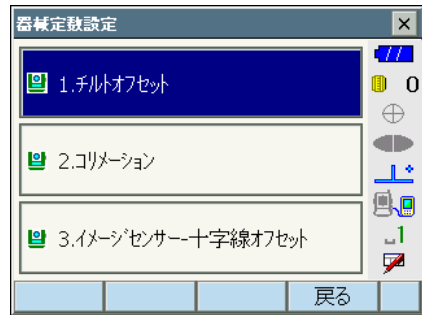 器械定数設定
1.チルトオフセット
0
2.コリメーション
3.イメージセンサー-十字線オフセット
1
戻る